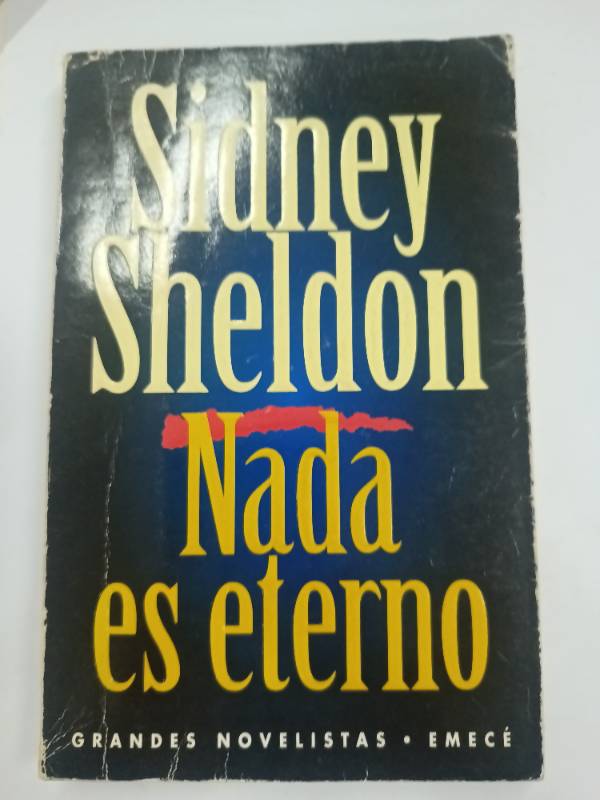 Sidney
Sheldon
Nada
es eterno
GRANDES NOVELISTAS • EMECÉ